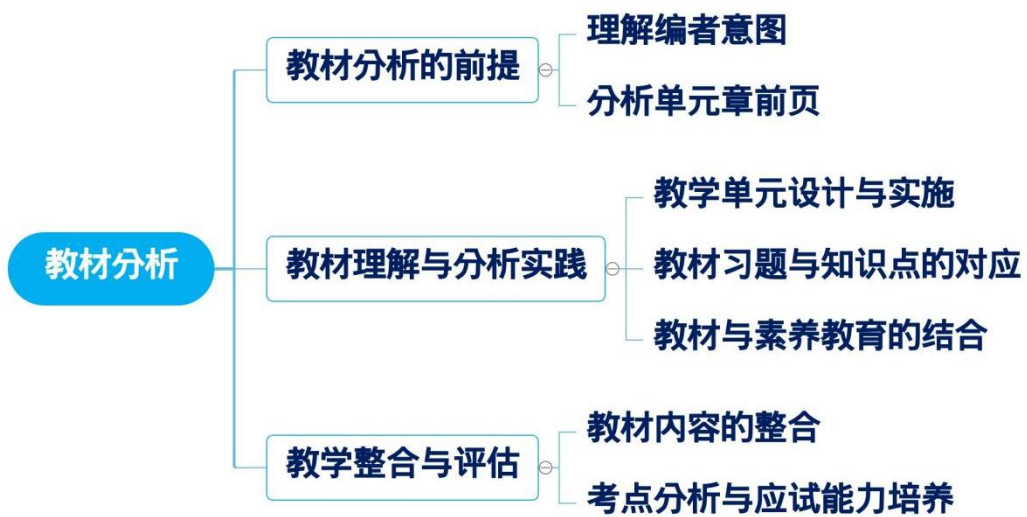 教材分析
教材分析的前提
理解编者意图
分析单元章前页
教材理解与分析实践
教学单元设计与实施
教材习题与知识点的对应
教材与素养教育的结合
教学整合与评估
教材内容的整合
考点分析与应试能力培养